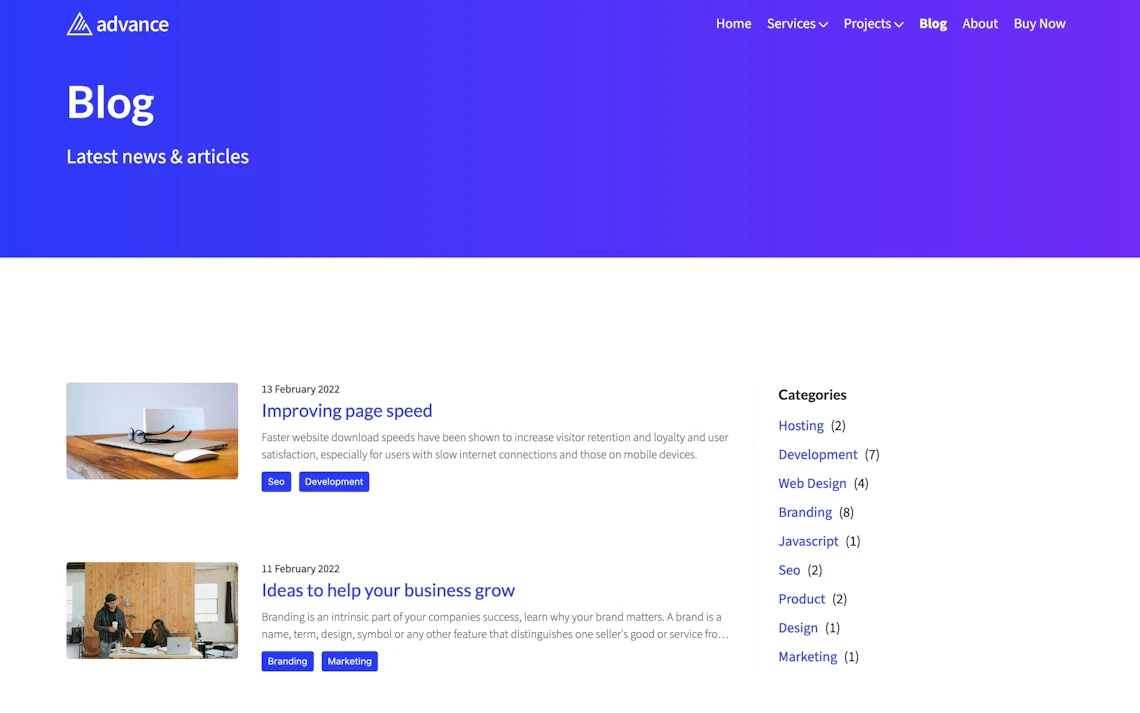 advance
Home Services Projects Blog About Buy Now
Blog
Latest news & articles
13 February 2022
Improving page speed
Faster website download speeds have been shown to increase visitor retention and loyalty and user
satisfaction, especially for users with slow internet connections and those on mobile devices.
Seo Development
11 February 2022
Ideas to help your business grow
Branding is an intrinsic part of your companies success, learn why your brand matters. A brand is a
name, term, design, symbol or any other feature that distinguishes one seller's good or service fro…
Branding Marketing
Categories
Hosting (2)
Development (7)
Web Design (4)
Branding (8)
Javascript (1)
Seo (2)
Product (2)
Design (1)
Marketing (1)